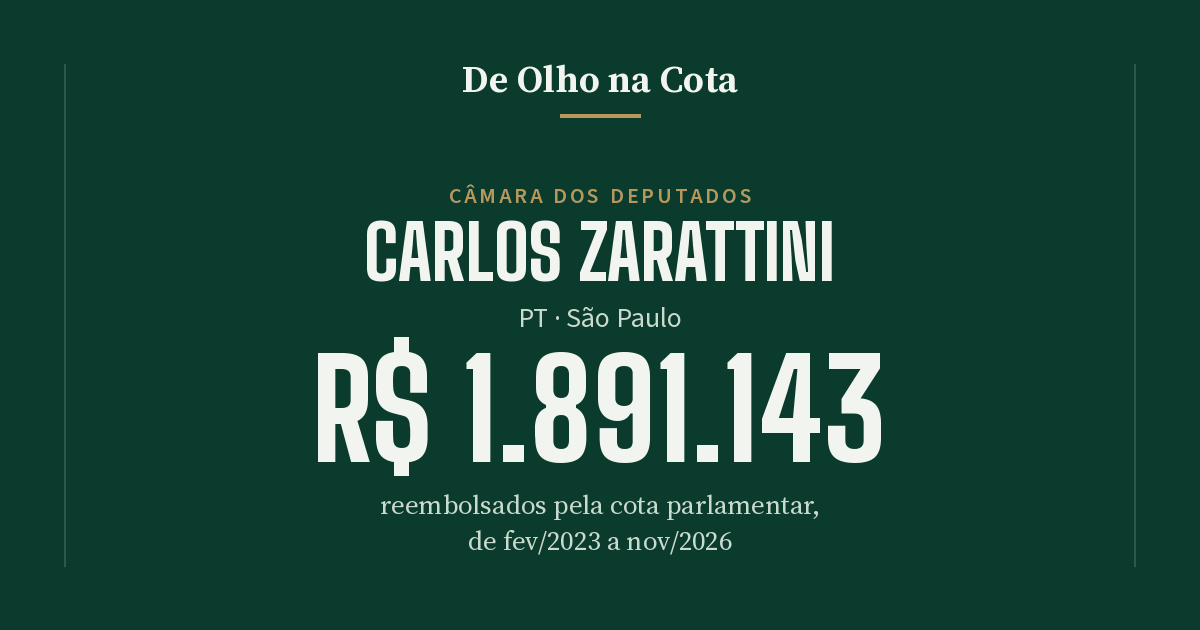 De Olho na Cota
CÂMARA DOS DEPUTADOS
CARLOS ZARATTINI
PT · São Paulo
R$ 1.891.143
reembolsados pela cota parlamentar,
de fev/2023 a nov/2026